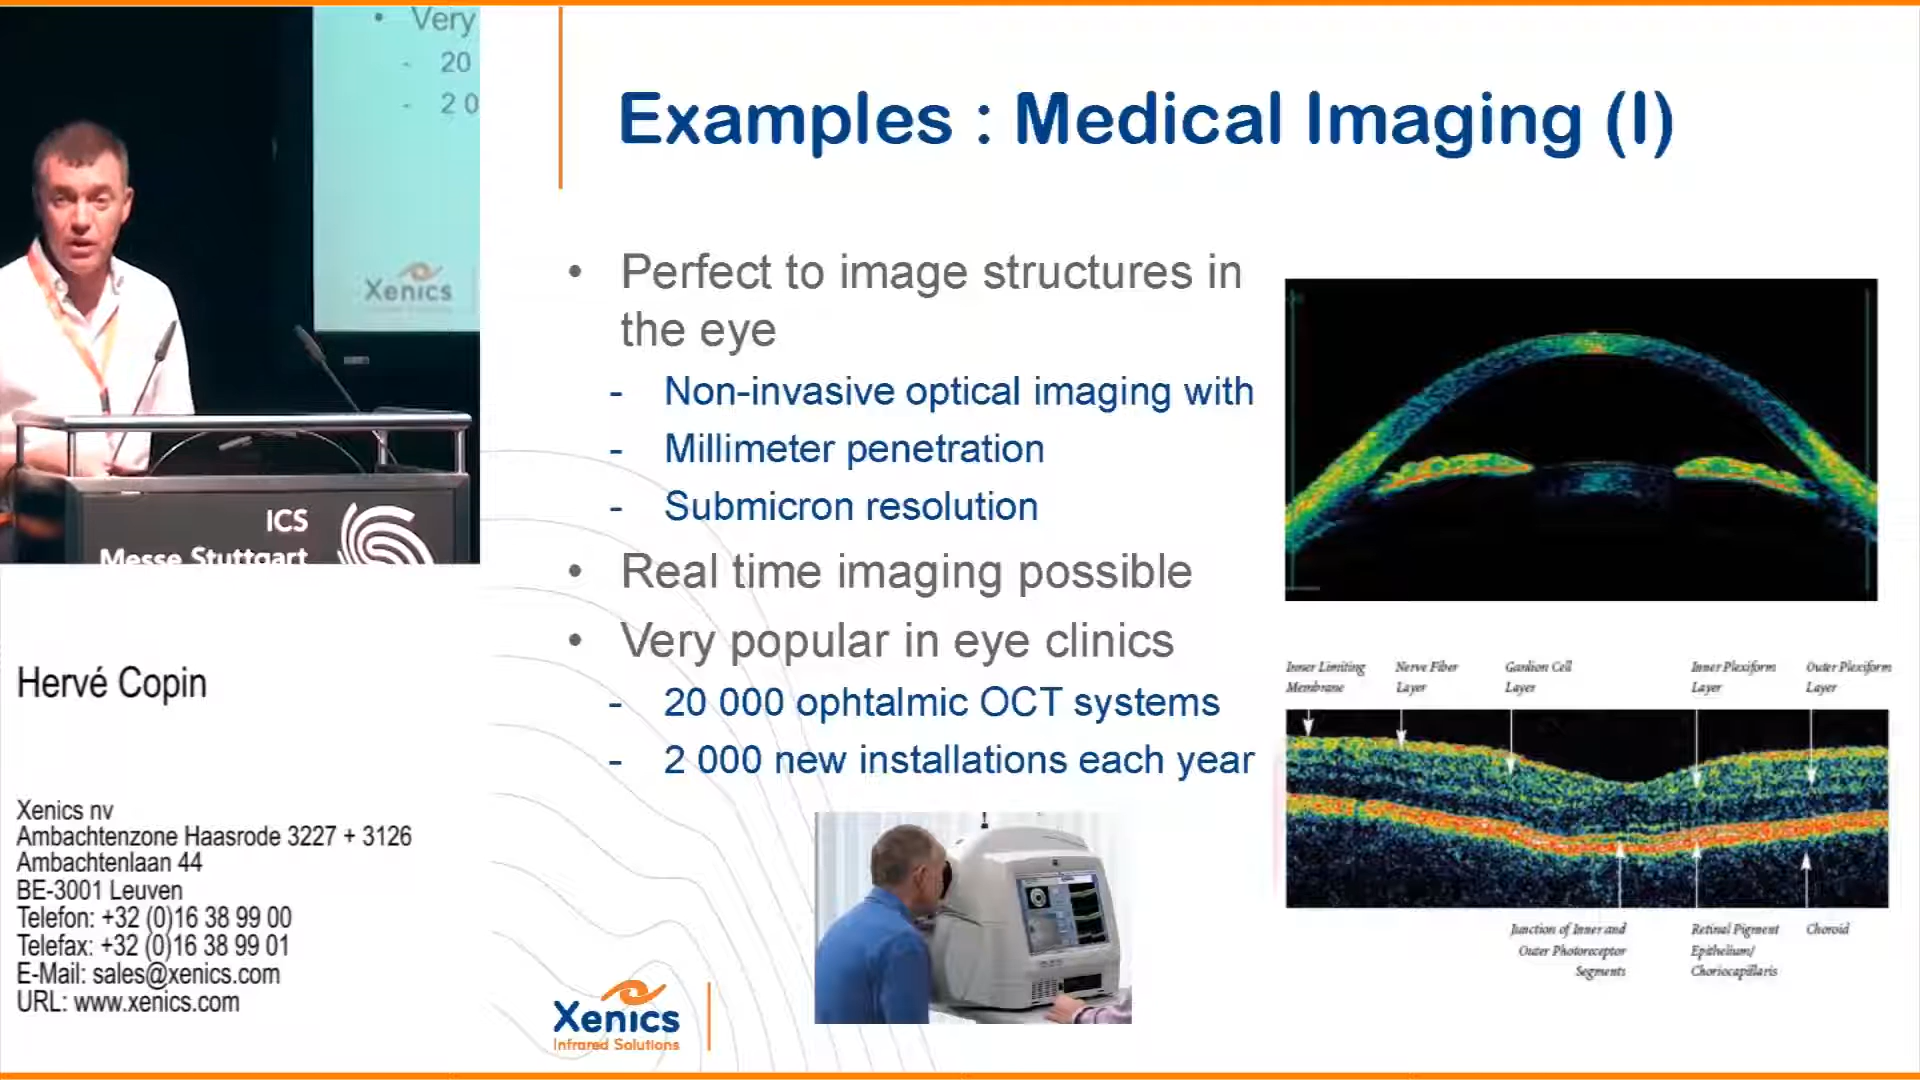 Very
20
2 0
Xenics
ICS
Messe Stuttgart
Hervé Copin
Xenics nv
Ambachtenzone Haasrode 3227 + 3126
Ambachtenlaan 44
BE-3001 Leuven
Telefon: +32 (0)16 38 99 00
Telefax: +32 (0)16 38 99 01
E-Mail: sales@xenics.com
URL: www.xenics.com
Examples : Medical Imaging (I)
• Perfect to image structures in
the eye
- Non-invasive optical imaging with
- Millimeter penetration
- Submicron resolution
• Real time imaging possible
• Very popular in eye clinics
- 20 000 ophtalmic OCT systems
- 2 000 new installations each year
Inner Limiting
Membrane
Nerve Fiber
Layer
Ganlion Cell
Layer
Inner Plexiform
Layer
Outer Plexiform
Layer
Junction of Inner and
Outer Photoreceptor
Segments
Retinal Pigment
Epithelium/
Choriocapillaris
Choroid
Xenics
Infrared Solutions